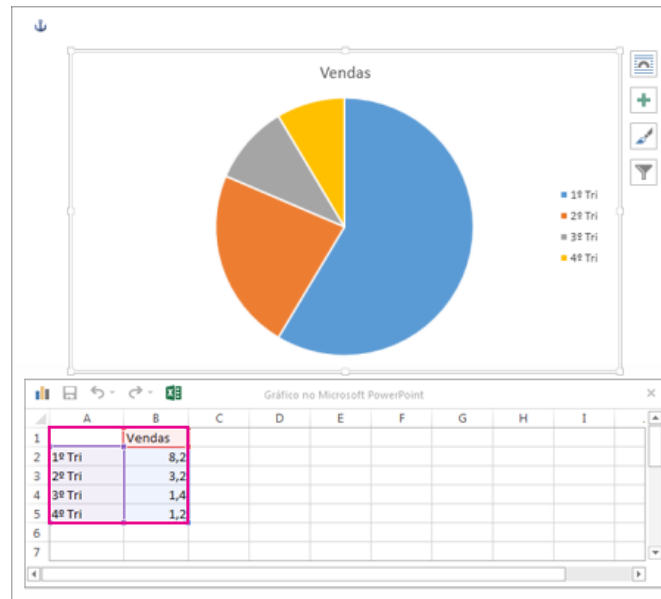 Vendas
1º Tri
2º Tri
3º Tri
4º Tri
Gráfico no Microsoft PowerPoint
A B C D E F G H I
1 Vendas
2 1º Tri 8,2
3 2º Tri 3,2
4 3º Tri 1,4
5 4º Tri 1,2
6
7